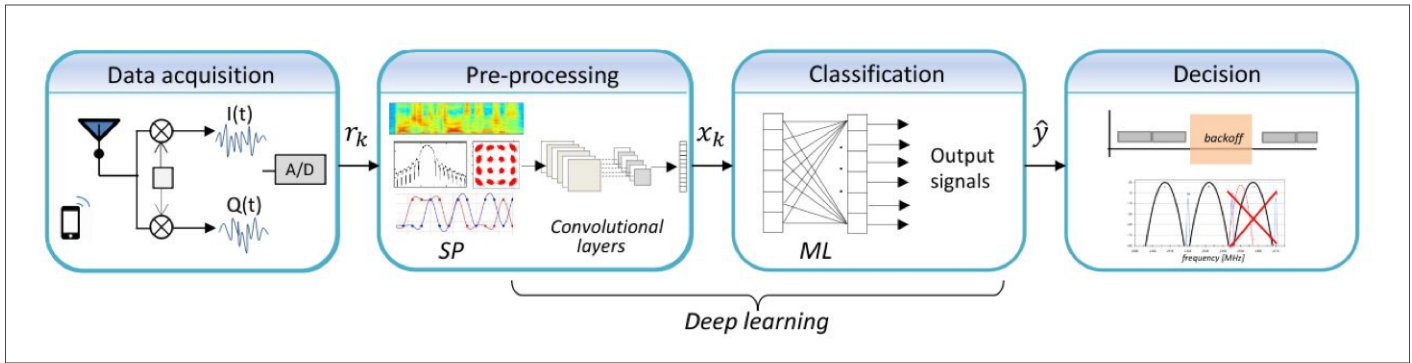 Data acquisition
I(t)
A/D
Q(t)
r_k
Pre-processing
SP
Convolutional
layers
x_k
Classification
ML
Output
signals
ŷ
Decision
backoff
frequency [MHz]
Deep learning